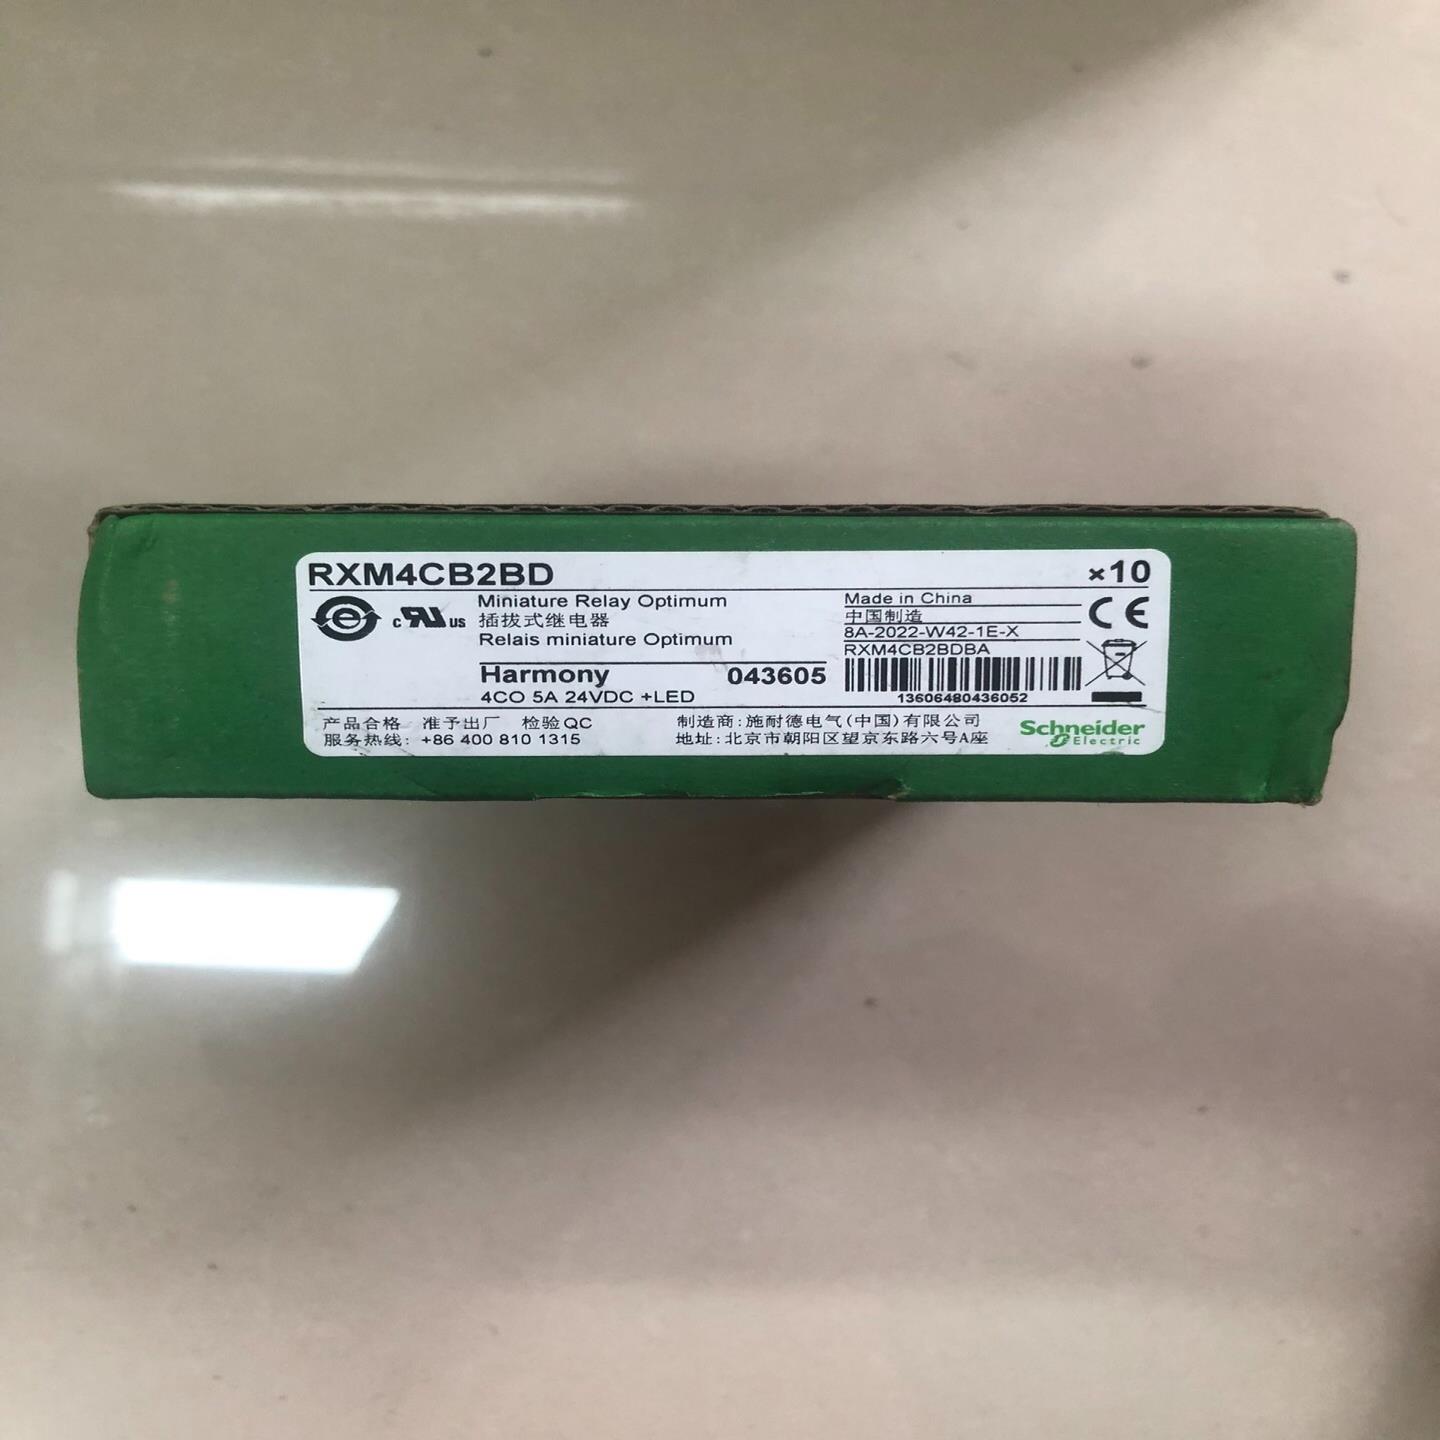 RXM4CB2BD
×10
Miniature Relay Optimum
插拔式继电器
Relais miniature Optimum
Harmony 043605
4CO 5A 24VDC +LED
c RU us
Made in China
中国制造
8A-2022-W42-1E-X
RXM4CB2BDBA
13606480436052
CE
产品合格 准予出厂 检验QC
服务热线: +86 400 810 1315
制造商:施耐德电气(中国)有限公司
地址:北京市朝阳区望京东路六号A座
Schneider
Electric